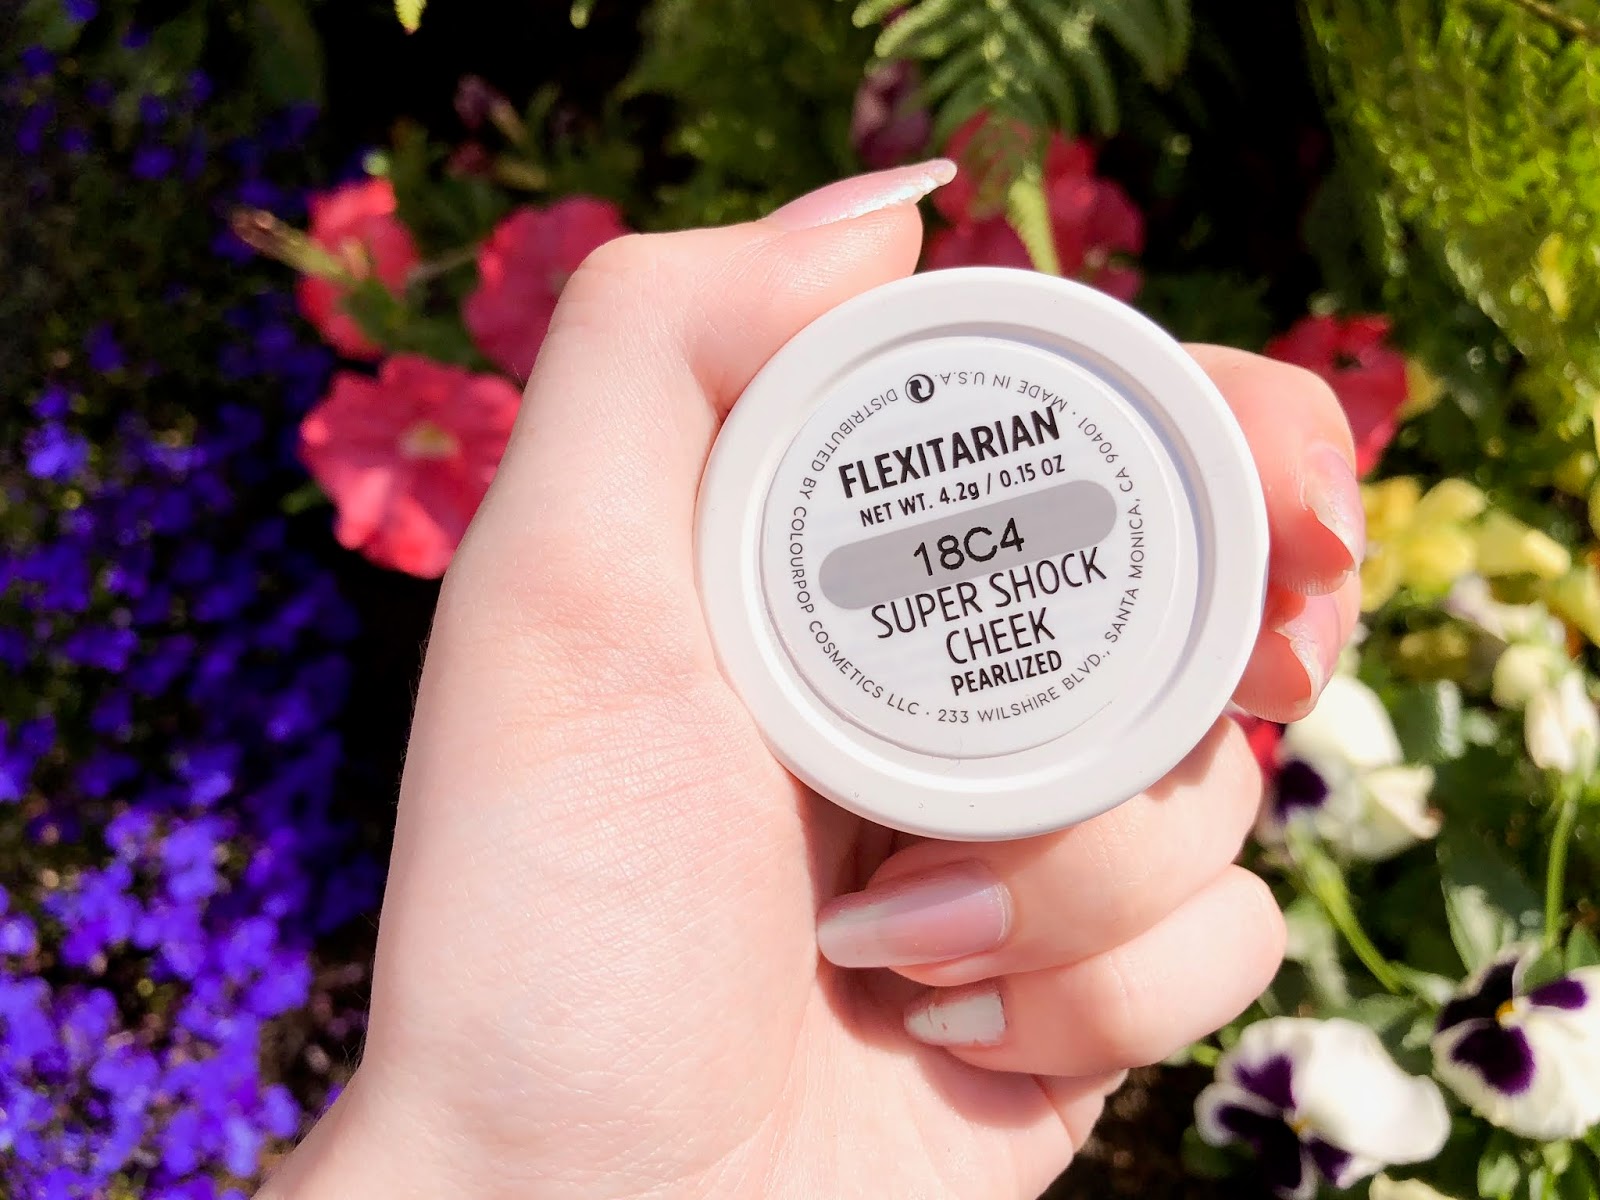 FLEXITARIAN
NET WT. 4.2g / 0.15 OZ
18C4
SUPER SHOCK
CHEEK
PEARLIZED
DISTRIBUTED BY COLOURPOP COSMETICS LLC · 233 WILSHIRE BLVD., SANTA MONICA, CA 90401 · MADE IN U.S.A.